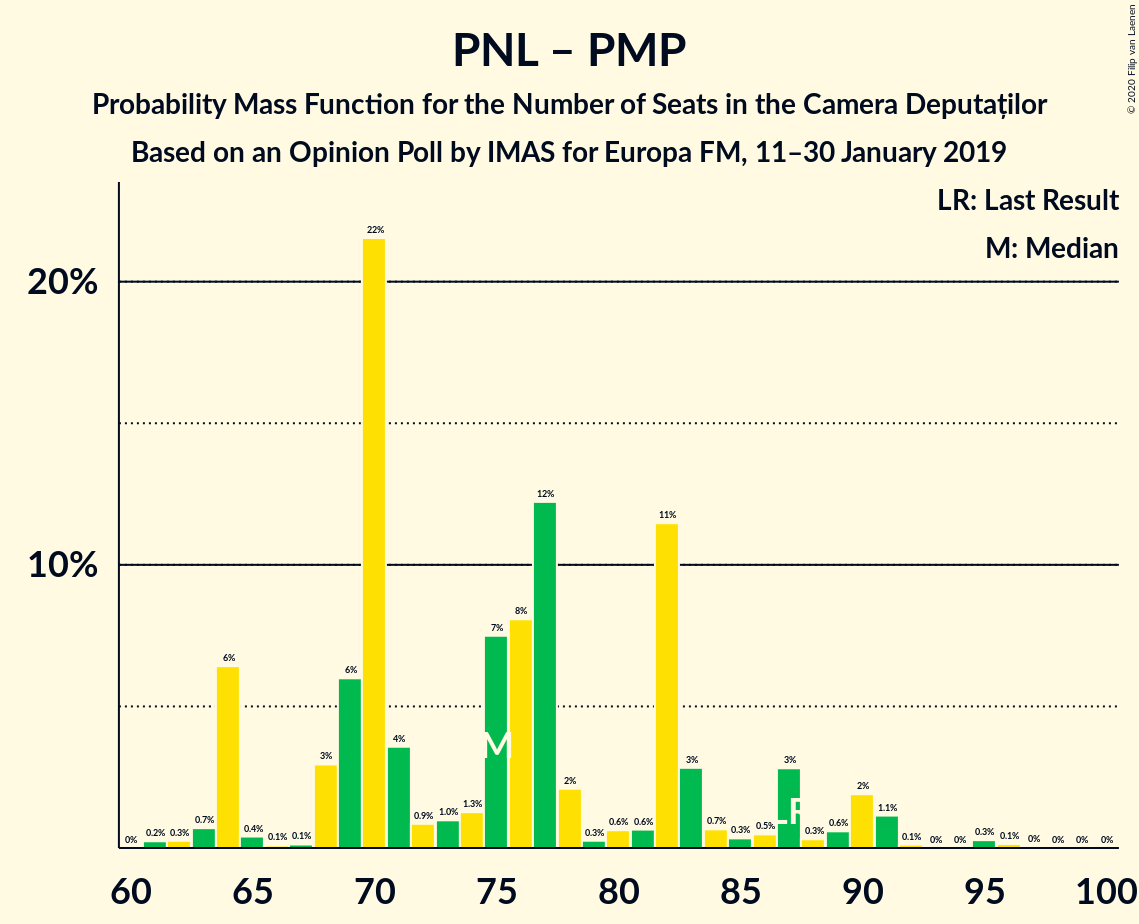 PNL – PMP
Probability Mass Function for the Number of Seats in the Camera Deputaților
Based on an Opinion Poll by IMAS for Europa FM, 11–30 January 2019
© 2020 Filip van Laenen
LR: Last Result
M: Median
20%
10%
0% 0.2% 0.3% 0.7% 6% 0.4% 0.1% 0.1% 3% 6% 22% 4% 0.9% 1.0% 1.3% 7% 8% 12% 2% 0.3% 0.6% 0.6% 11% 3% 0.7% 0.3% 0.5% 3% 0.3% 0.6% 2% 1.1% 0.1% 0% 0% 0.3% 0.1% 0% 0% 0% 0%
M
LR
60 65 70 75 80 85 90 95 100